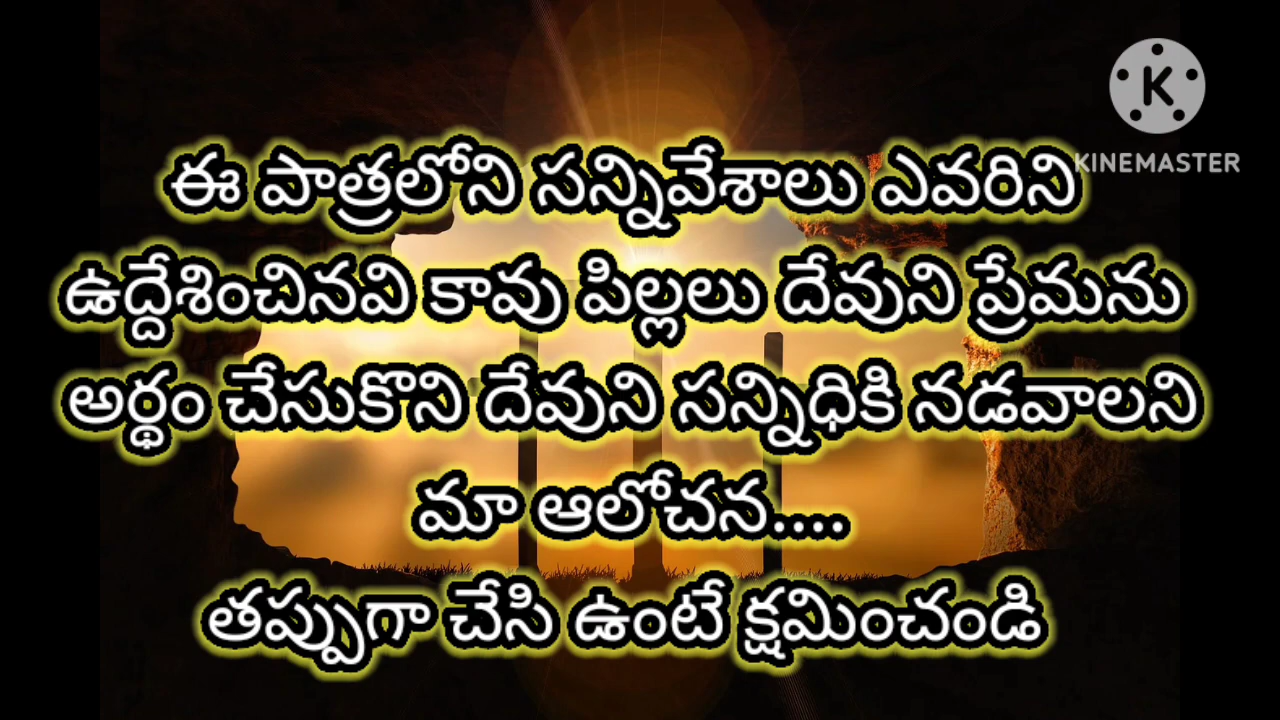 KINEMASTER
ఈ పాత్రలోని సన్నివేశాలు ఎవరిని
ఉద్దేశించినవి కావు పిల్లలు దేవుని ప్రేమను
అర్థం చేసుకొని దేవుని సన్నిధికి నడవాలని
మా ఆలోచన....
తప్పుగా చేసి ఉంటే క్షమించండి